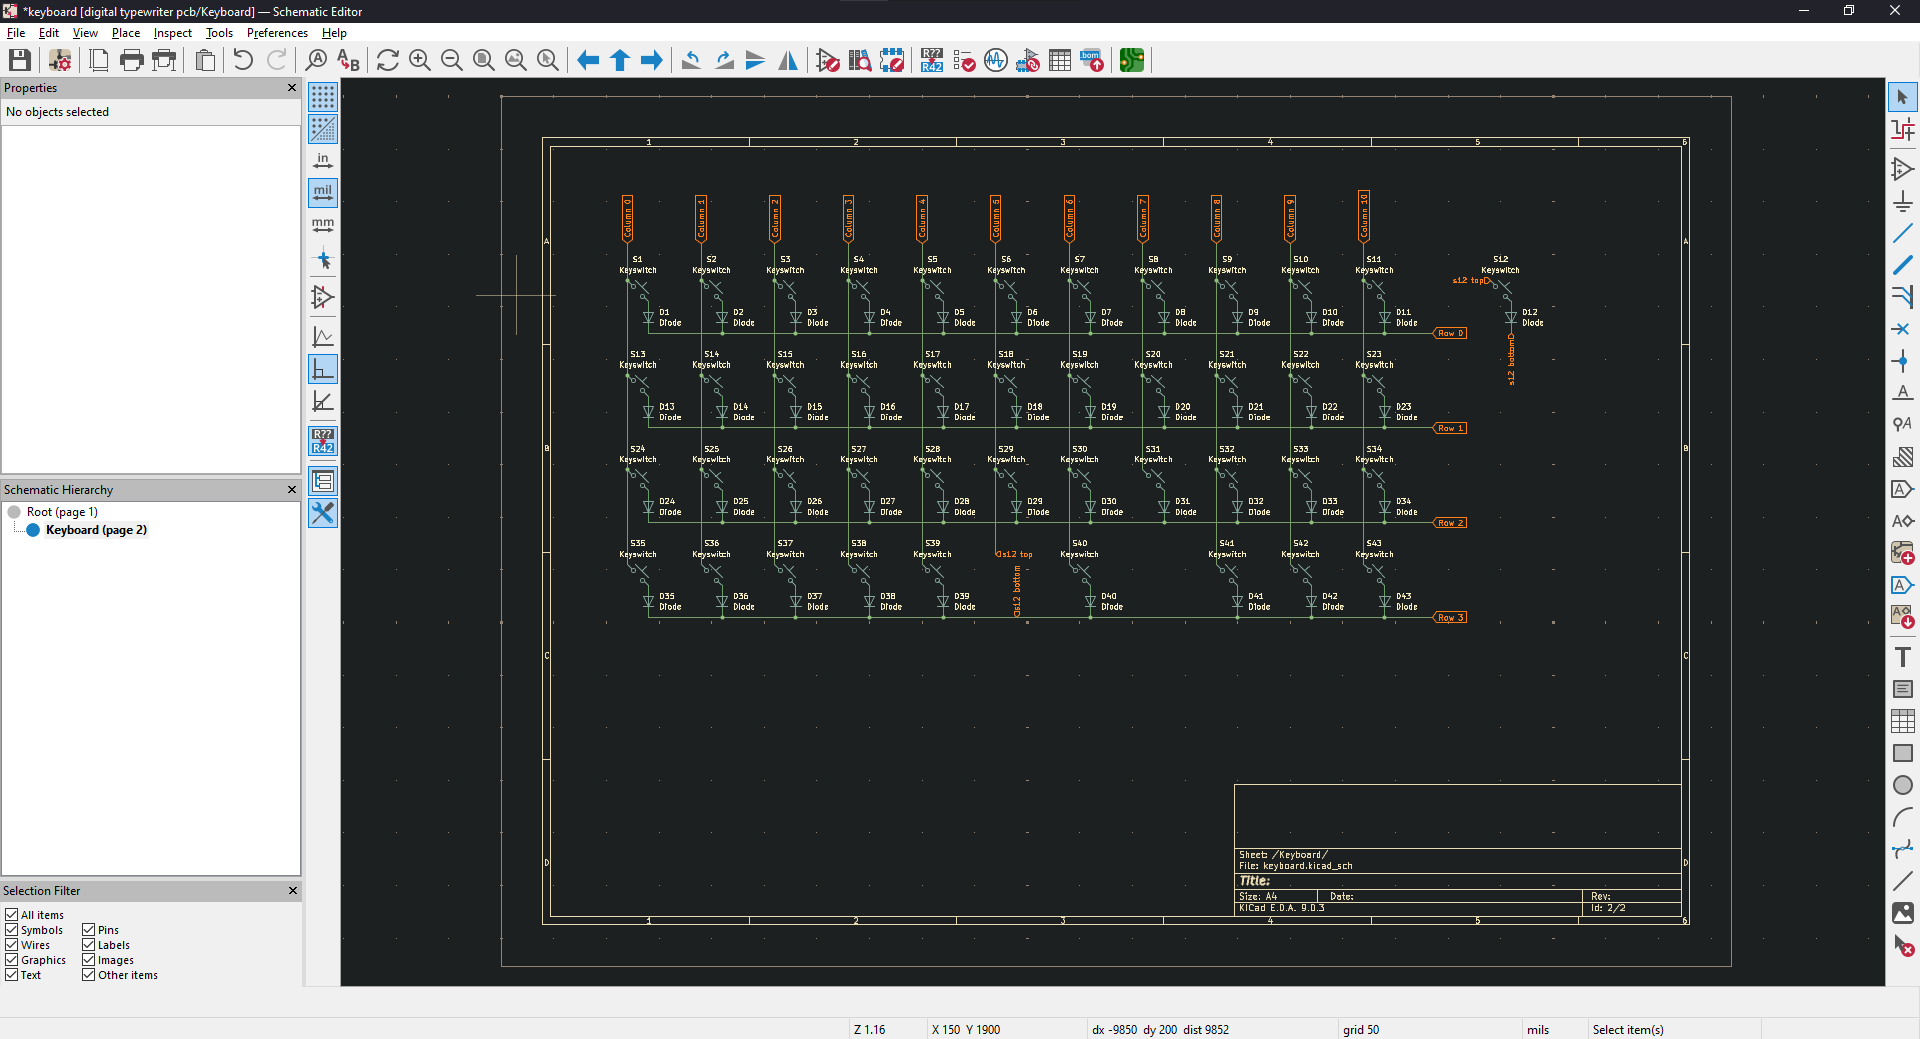 *keyboard [digital typewriter pcb/Keyboard] — Schematic Editor
File Edit View Place Inspect Tools Preferences Help
Properties
No objects selected
Schematic Hierarchy
Root (page 1)
Keyboard (page 2)
Selection Filter
All items
Symbols Pins
Wires Labels
Graphics Images
Text Other items
in
mil
mm
R??
R42
R??
R42
bom
1 2 3 4 5 6
Column 0 Column 1 Column 2 Column 3 Column 4 Column 5 Column 6 Column 7 Column 8 Column 9 Column 10
A A
S1 S2 S3 S4 S5 S6 S7 S8 S9 S10 S11 S12
Keyswitch Keyswitch Keyswitch Keyswitch Keyswitch Keyswitch Keyswitch Keyswitch Keyswitch Keyswitch Keyswitch Keyswitch
s12 top
D1 D2 D3 D4 D5 D6 D7 D8 D9 D10 D11 D12
Diode Diode Diode Diode Diode Diode Diode Diode Diode Diode Diode Diode
Row 0
s12 bottom
S13 S14 S15 S16 S17 S18 S19 S20 S21 S22 S23
Keyswitch Keyswitch Keyswitch Keyswitch Keyswitch Keyswitch Keyswitch Keyswitch Keyswitch Keyswitch Keyswitch
D13 D14 D15 D16 D17 D18 D19 D20 D21 D22 D23
Diode Diode Diode Diode Diode Diode Diode Diode Diode Diode Diode
Row 1
B B
S24 S25 S26 S27 S28 S29 S30 S31 S32 S33 S34
Keyswitch Keyswitch Keyswitch Keyswitch Keyswitch Keyswitch Keyswitch Keyswitch Keyswitch Keyswitch Keyswitch
D24 D25 D26 D27 D28 D29 D30 D31 D32 D33 D34
Diode Diode Diode Diode Diode Diode Diode Diode Diode Diode Diode
Row 2
S35 S36 S37 S38 S39 S40 S41 S42 S43
Keyswitch Keyswitch Keyswitch Keyswitch Keyswitch s12 top Keyswitch Keyswitch Keyswitch Keyswitch
s12 bottom
D35 D36 D37 D38 D39 D40 D41 D42 D43
Diode Diode Diode Diode Diode Diode Diode Diode Diode
Row 3
C C
D D
Sheet: /Keyboard/
File: keyboard.kicad_sch
Title:
Size: A4 Date: Rev:
KiCad E.D.A. 9.0.3 Id: 2/2
1 2 3 4 5 6
Z 1.16 X 150 Y 1900 dx -9850 dy 200 dist 9852 grid 50 mils Select item(s)